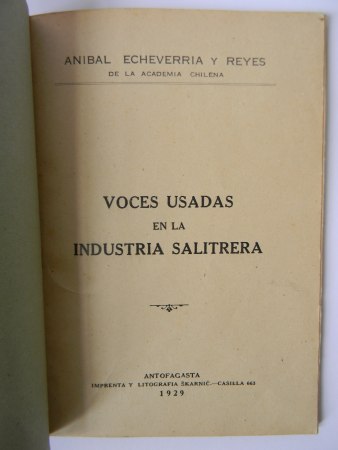 ANIBAL ECHEVERRIA Y REYES
DE LA ACADEMIA CHILENA
VOCES USADAS
EN LA
INDUSTRIA SALITRERA
ANTOFAGASTA
IMPRENTA Y LITOGRAFIA ŠKARNIČ.—CASILLA 663
1929